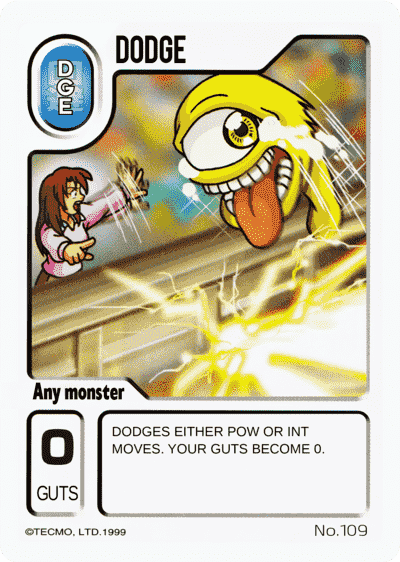 DGE
DODGE
Any monster
0
GUTS
DODGES EITHER POW OR INT
MOVES. YOUR GUTS BECOME 0.
©TECMO, LTD.1999
No.109